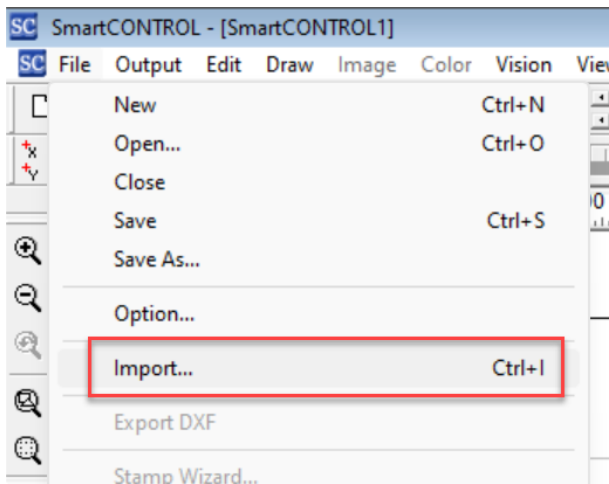 SC SmartCONTROL - [SmartCONTROL1]
SC File Output Edit Draw Image Color Vision View
New Ctrl+N
Open... Ctrl+O
Close
Save Ctrl+S
Save As...
Option...
Import... Ctrl+I
Export DXF
Stamp Wizard...